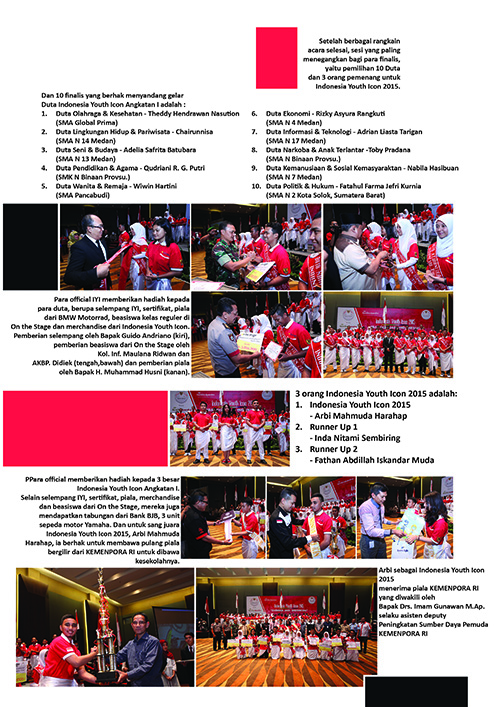 Setelah berbagai rangkain
acara selesai, sesi yang paling
menegangkan bagi para finalis,
yaitu pemilihan 10 Duta
dan 3 orang pemenang untuk
Indonesia Youth Icon 2015.
Dan 10 finalis yang berhak menyandang gelar
Duta Indonesia Youth Icon Angkatan I adalah :
1. Duta Olahraga & Kesehatan - Theddy Hendrawan Nasution
(SMA Global Prima)
2. Duta Lingkungan Hidup & Pariwisata - Chairunnisa
(SMA N 14 Medan)
3. Duta Seni & Budaya - Adelia Safrita Batubara
(SMA N 13 Medan)
4. Duta Pendidikan & Agama - Qudriani R. G. Putri
(SMK N Binaan Provsu.)
5. Duta Wanita & Remaja - Wiwin Hartini
(SMA Pancabudi)
6. Duta Ekonomi - Rizky Asyura Rangkuti
(SMA N 4 Medan)
7. Duta Informasi & Teknologi - Adrian Liasta Tarigan
(SMA N 17 Medan)
8. Duta Narkoba & Anak Terlantar -Toby Pradana
(SMA N Binaan Provsu.)
9. Duta Kemanusiaan & Sosial Kemasyaraktan - Nabila Hasibuan
(SMA N 7 Medan)
10. Duta Politik & Hukum - Fatahul Farma Jefri Kurnia
(SMA N 2 Kota Solok, Sumatera Barat)
Para official IYI memberikan hadiah kepada
para duta, berupa selempang IYI, sertifikat, piala
dari BMW Motorrad, beasiswa kelas reguler di
On the Stage dan merchandise dari Indonesia Youth Icon.
Pemberian selempang oleh Bapak Guido Andriano (kiri),
pemberian beasiswa dari On the Stage oleh
Kol. Inf. Maulana Ridwan dan
AKBP. Didiek (tengah,bawah) dan pemberian piala
oleh Bapak H. Muhammad Husni (kanan).
3 orang Indonesia Youth Icon 2015 adalah:
1. Indonesia Youth Icon 2015
- Arbi Mahmuda Harahap
2. Runner Up 1
- Inda Nitami Sembiring
3. Runner Up 2
- Fathan Abdillah Iskandar Muda
PPara official memberikan hadiah kepada 3 besar
Indonesia Youth Icon Angkatan I.
Selain selempang IYI, sertifikat, piala, merchandise
dan beasiswa dari On the Stage, mereka juga
mendapatkan tabungan dari Bank BJB, 3 unit
sepeda motor Yamaha. Dan untuk sang juara
Indonesia Youth Icon 2015, Arbi Mahmuda
Harahap, ia berhak untuk membawa pulang piala
bergilir dari KEMENPORA RI untuk dibawa
kesekolahnya.
Arbi sebagai Indonesia Youth Icon
2015
menerima piala KEMENPORA RI
yang diwakili oleh
Bapak Drs. Imam Gunawan M.Ap.
selaku asisten deputy
Peningkatan Sumber Daya Pemuda
KEMENPORA RI